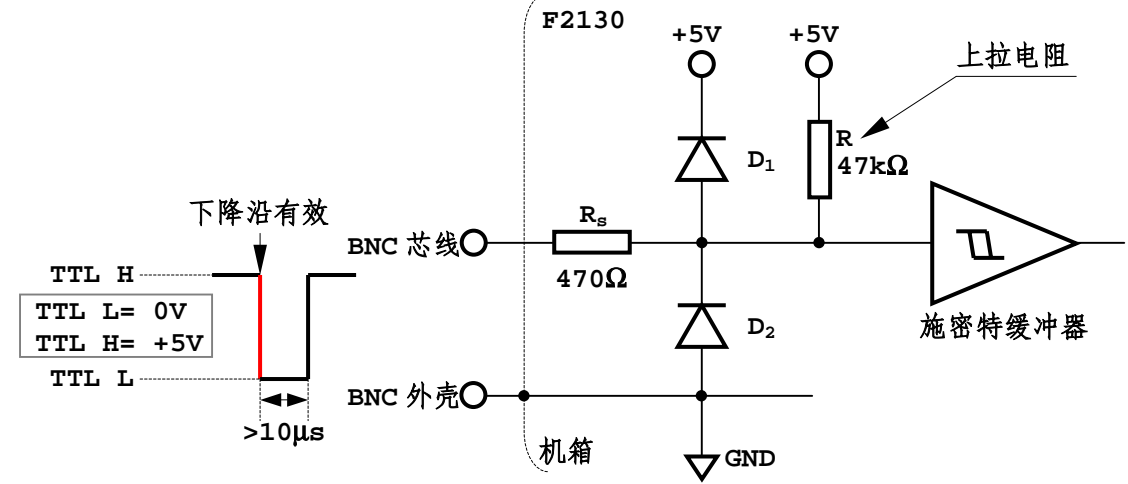 F2130
+5V
+5V
上拉电阻
D1
R
47kΩ
下降沿有效
Rs
BNC 芯线
470Ω
TTL H
TTL L= 0V
TTL H= +5V
D2
施密特缓冲器
TTL L
BNC 外壳
>10μs
机箱
GND